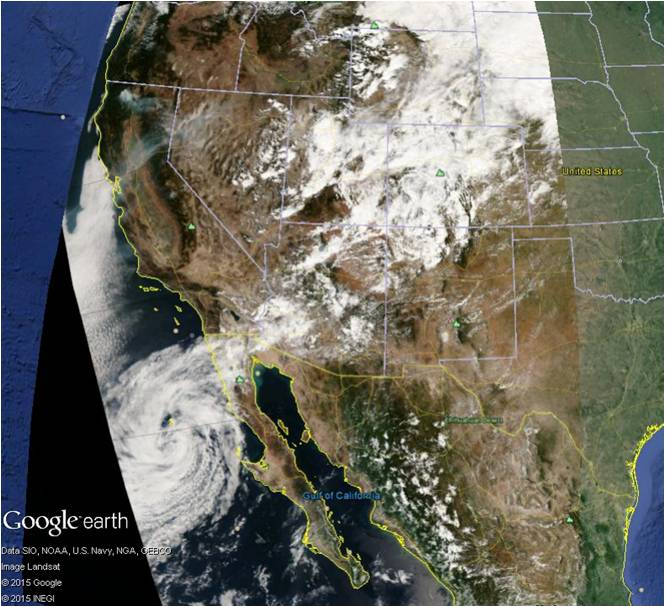 United States
Gulf of California
Google earth
Data SIO, NOAA, U.S. Navy, NGA, GEBCO
Image Landsat
© 2015 Google
© 2015 INEGI